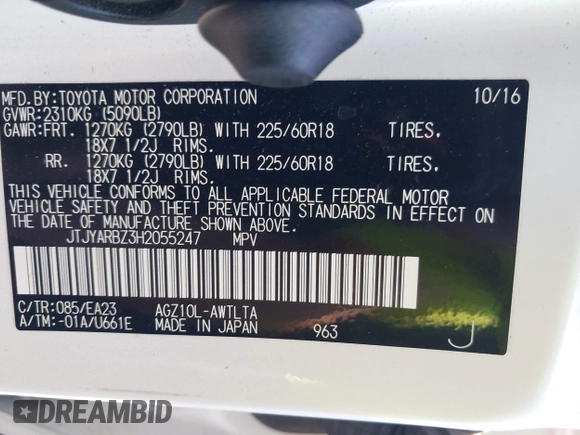 MFD.BY:TOYOTA MOTOR CORPORATION 10/16
GVWR:2310KG (5090LB)
GAWR:FRT. 1270KG (2790LB) WITH 225/60R18 TIRES.
18X7 1/2J RIMS.
RR. 1270KG (2790LB) WITH 225/60R18 TIRES.
18X7 1/2J RIMS.
THIS VEHICLE CONFORMS TO ALL APPLICABLE FEDERAL MOTOR
VEHICLE SAFETY AND THEFT PREVENTION STANDARDS IN EFFECT ON
THE DATE OF MANUFACTURE SHOWN ABOVE.
JTJYARBZ3H2055247 MPV
C/TR:085/EA23 AGZ10L-AWTLTA
A/TM:-01A/U661E MADE IN JAPAN 963 J
DREAMBID